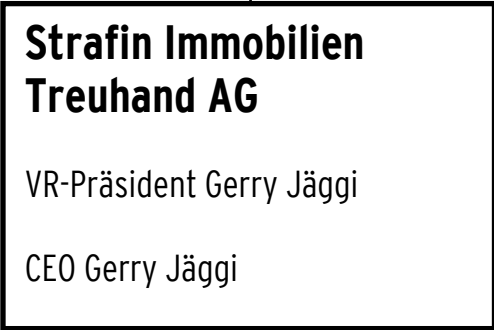 Strafin Immobilien
Treuhand AG
VR-Präsident Gerry Jäggi
CEO Gerry Jäggi